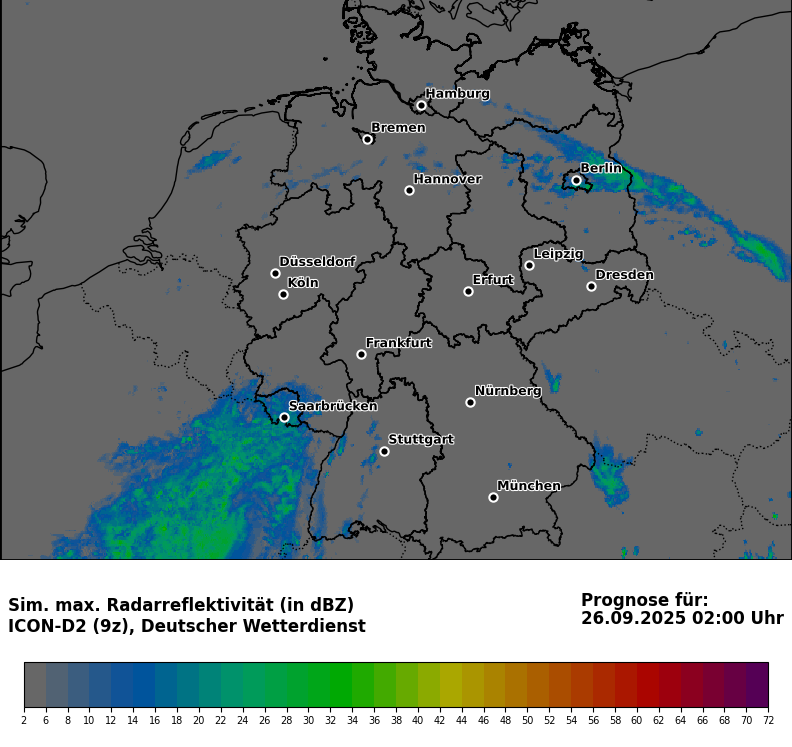 Hamburg
Bremen
Berlin
Hannover
Leipzig
Düsseldorf
Dresden
Köln
Erfurt
Frankfurt
Nürnberg
Saarbrücken
Stuttgart
München
Sim. max. Radarreflektivität (in dBZ)
ICON-D2 (9z), Deutscher Wetterdienst
Prognose für:
26.09.2025 02:00 Uhr
2 6 8 10 12 14 16 18 20 22 24 26 28 30 32 34 36 38 40 42 44 46 48 50 52 54 56 58 60 62 64 66 68 70 72